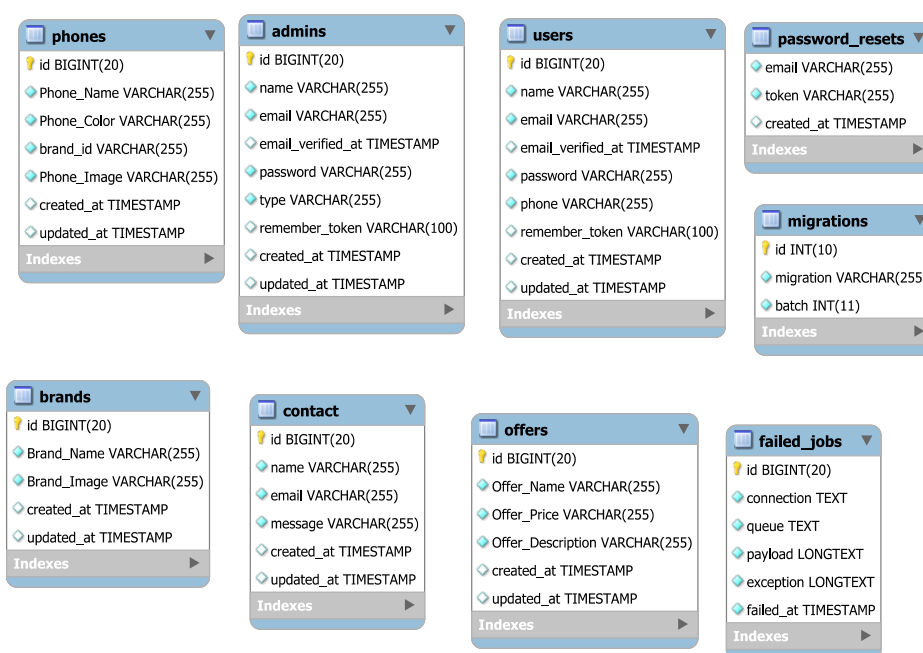 phones
id BIGINT(20)
Phone_Name VARCHAR(255)
Phone_Color VARCHAR(255)
brand_id VARCHAR(255)
Phone_Image VARCHAR(255)
created_at TIMESTAMP
updated_at TIMESTAMP
Indexes
admins
id BIGINT(20)
name VARCHAR(255)
email VARCHAR(255)
email_verified_at TIMESTAMP
password VARCHAR(255)
type VARCHAR(255)
remember_token VARCHAR(100)
created_at TIMESTAMP
updated_at TIMESTAMP
Indexes
users
id BIGINT(20)
name VARCHAR(255)
email VARCHAR(255)
email_verified_at TIMESTAMP
password VARCHAR(255)
phone VARCHAR(255)
remember_token VARCHAR(100)
created_at TIMESTAMP
updated_at TIMESTAMP
Indexes
password_resets
email VARCHAR(255)
token VARCHAR(255)
created_at TIMESTAMP
Indexes
migrations
id INT(10)
migration VARCHAR(255
batch INT(11)
Indexes
brands
id BIGINT(20)
Brand_Name VARCHAR(255)
Brand_Image VARCHAR(255)
created_at TIMESTAMP
updated_at TIMESTAMP
Indexes
contact
id BIGINT(20)
name VARCHAR(255)
email VARCHAR(255)
message VARCHAR(255)
created_at TIMESTAMP
updated_at TIMESTAMP
Indexes
offers
id BIGINT(20)
Offer_Name VARCHAR(255)
Offer_Price VARCHAR(255)
Offer_Description VARCHAR(255)
created_at TIMESTAMP
updated_at TIMESTAMP
Indexes
failed_jobs
id BIGINT(20)
connection TEXT
queue TEXT
payload LONGTEXT
exception LONGTEXT
failed_at TIMESTAMP
Indexes